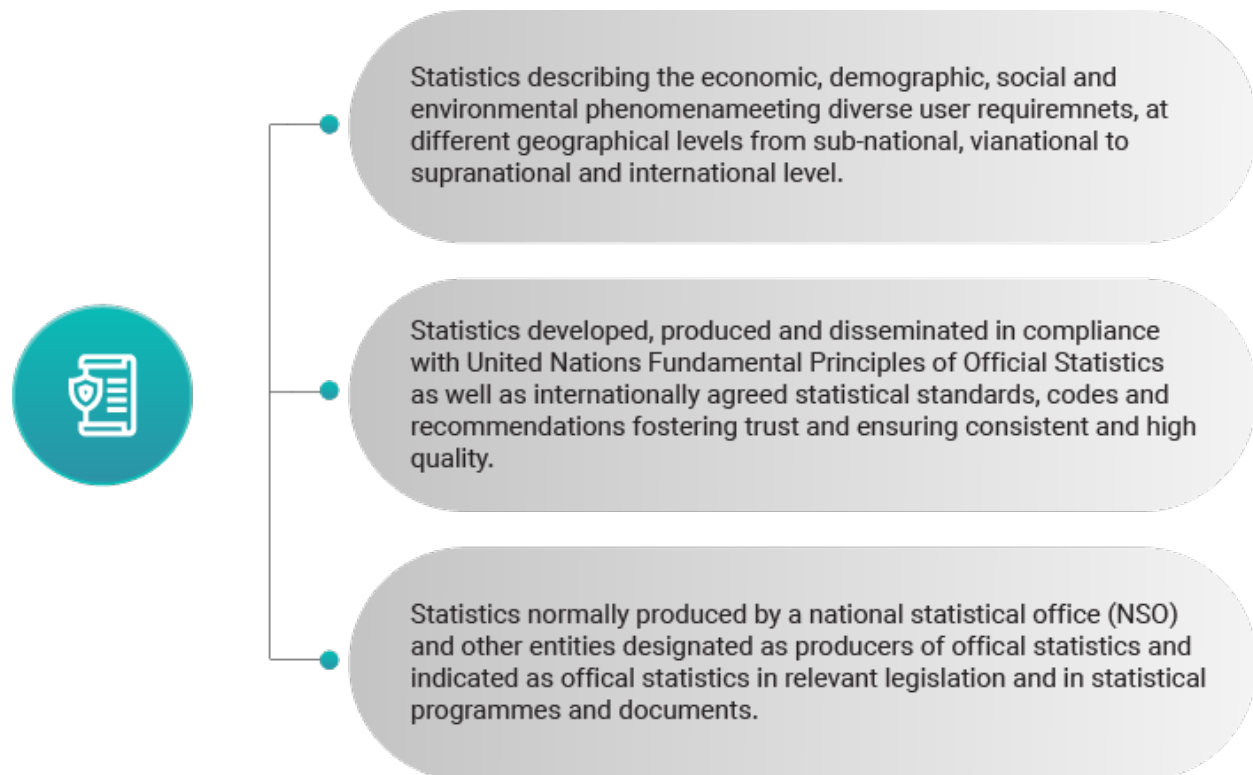 Statistics describing the economic, demographic, social and
environmental phenomenameeting diverse user requiremnets, at
different geographical levels from sub-national, vianational to
supranational and international level.
Statistics developed, produced and disseminated in compliance
with United Nations Fundamental Principles of Official Statistics
as well as internationally agreed statistical standards, codes and
recommendations fostering trust and ensuring consistent and high
quality.
Statistics normally produced by a national statistical office (NSO)
and other entities designated as producers of offical statistics and
indicated as offical statistics in relevant legislation and in statistical
programmes and documents.